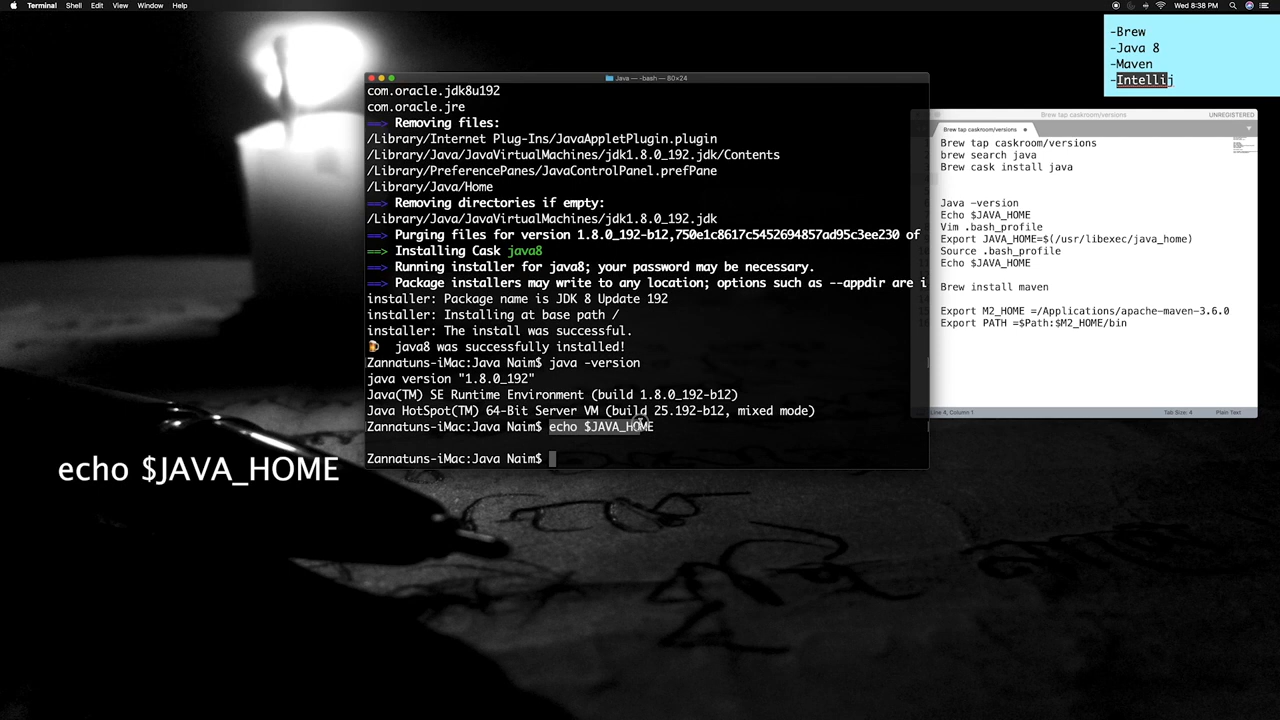 Terminal Shell Edit View Window Help
Wed 8:38 PM
-Brew
-Java 8
-Maven
-Intellij
Java — -bash — 80×24
com.oracle.jdk8u192
com.oracle.jre
==> Removing files:
/Library/Internet Plug-Ins/JavaAppletPlugin.plugin
/Library/Java/JavaVirtualMachines/jdk1.8.0_192.jdk/Contents
/Library/PreferencePanes/JavaControlPanel.prefPane
/Library/Java/Home
==> Removing directories if empty:
/Library/Java/JavaVirtualMachines/jdk1.8.0_192.jdk
==> Purging files for version 1.8.0_192-b12,750e1c8617c5452694857ad95c3ee230 of
==> Installing Cask java8
==> Running installer for java8; your password may be necessary.
==> Package installers may write to any location; options such as --appdir are i
installer: Package name is JDK 8 Update 192
installer: Installing at base path /
installer: The install was successful.
java8 was successfully installed!
Zannatuns-iMac:Java Naim$ java -version
java version "1.8.0_192"
Java(TM) SE Runtime Environment (build 1.8.0_192-b12)
Java HotSpot(TM) 64-Bit Server VM (build 25.192-b12, mixed mode)
Zannatuns-iMac:Java Naim$ echo $JAVA_HOME
Zannatuns-iMac:Java Naim$
Brew tap caskroom/versions
UNREGISTERED
Brew tap caskroom/versions
Brew tap caskroom/versions
brew search java
Brew cask install java
Java -version
Echo $JAVA_HOME
Vim .bash_profile
Export JAVA_HOME=$(/usr/libexec/java_home)
Source .bash_profile
Echo $JAVA_HOME
Brew install maven
Export M2_HOME =/Applications/apache-maven-3.6.0
Export PATH =$Path:$M2_HOME/bin
Line 4, Column 1
Tab Size: 4
Plain Text
echo $JAVA_HOME